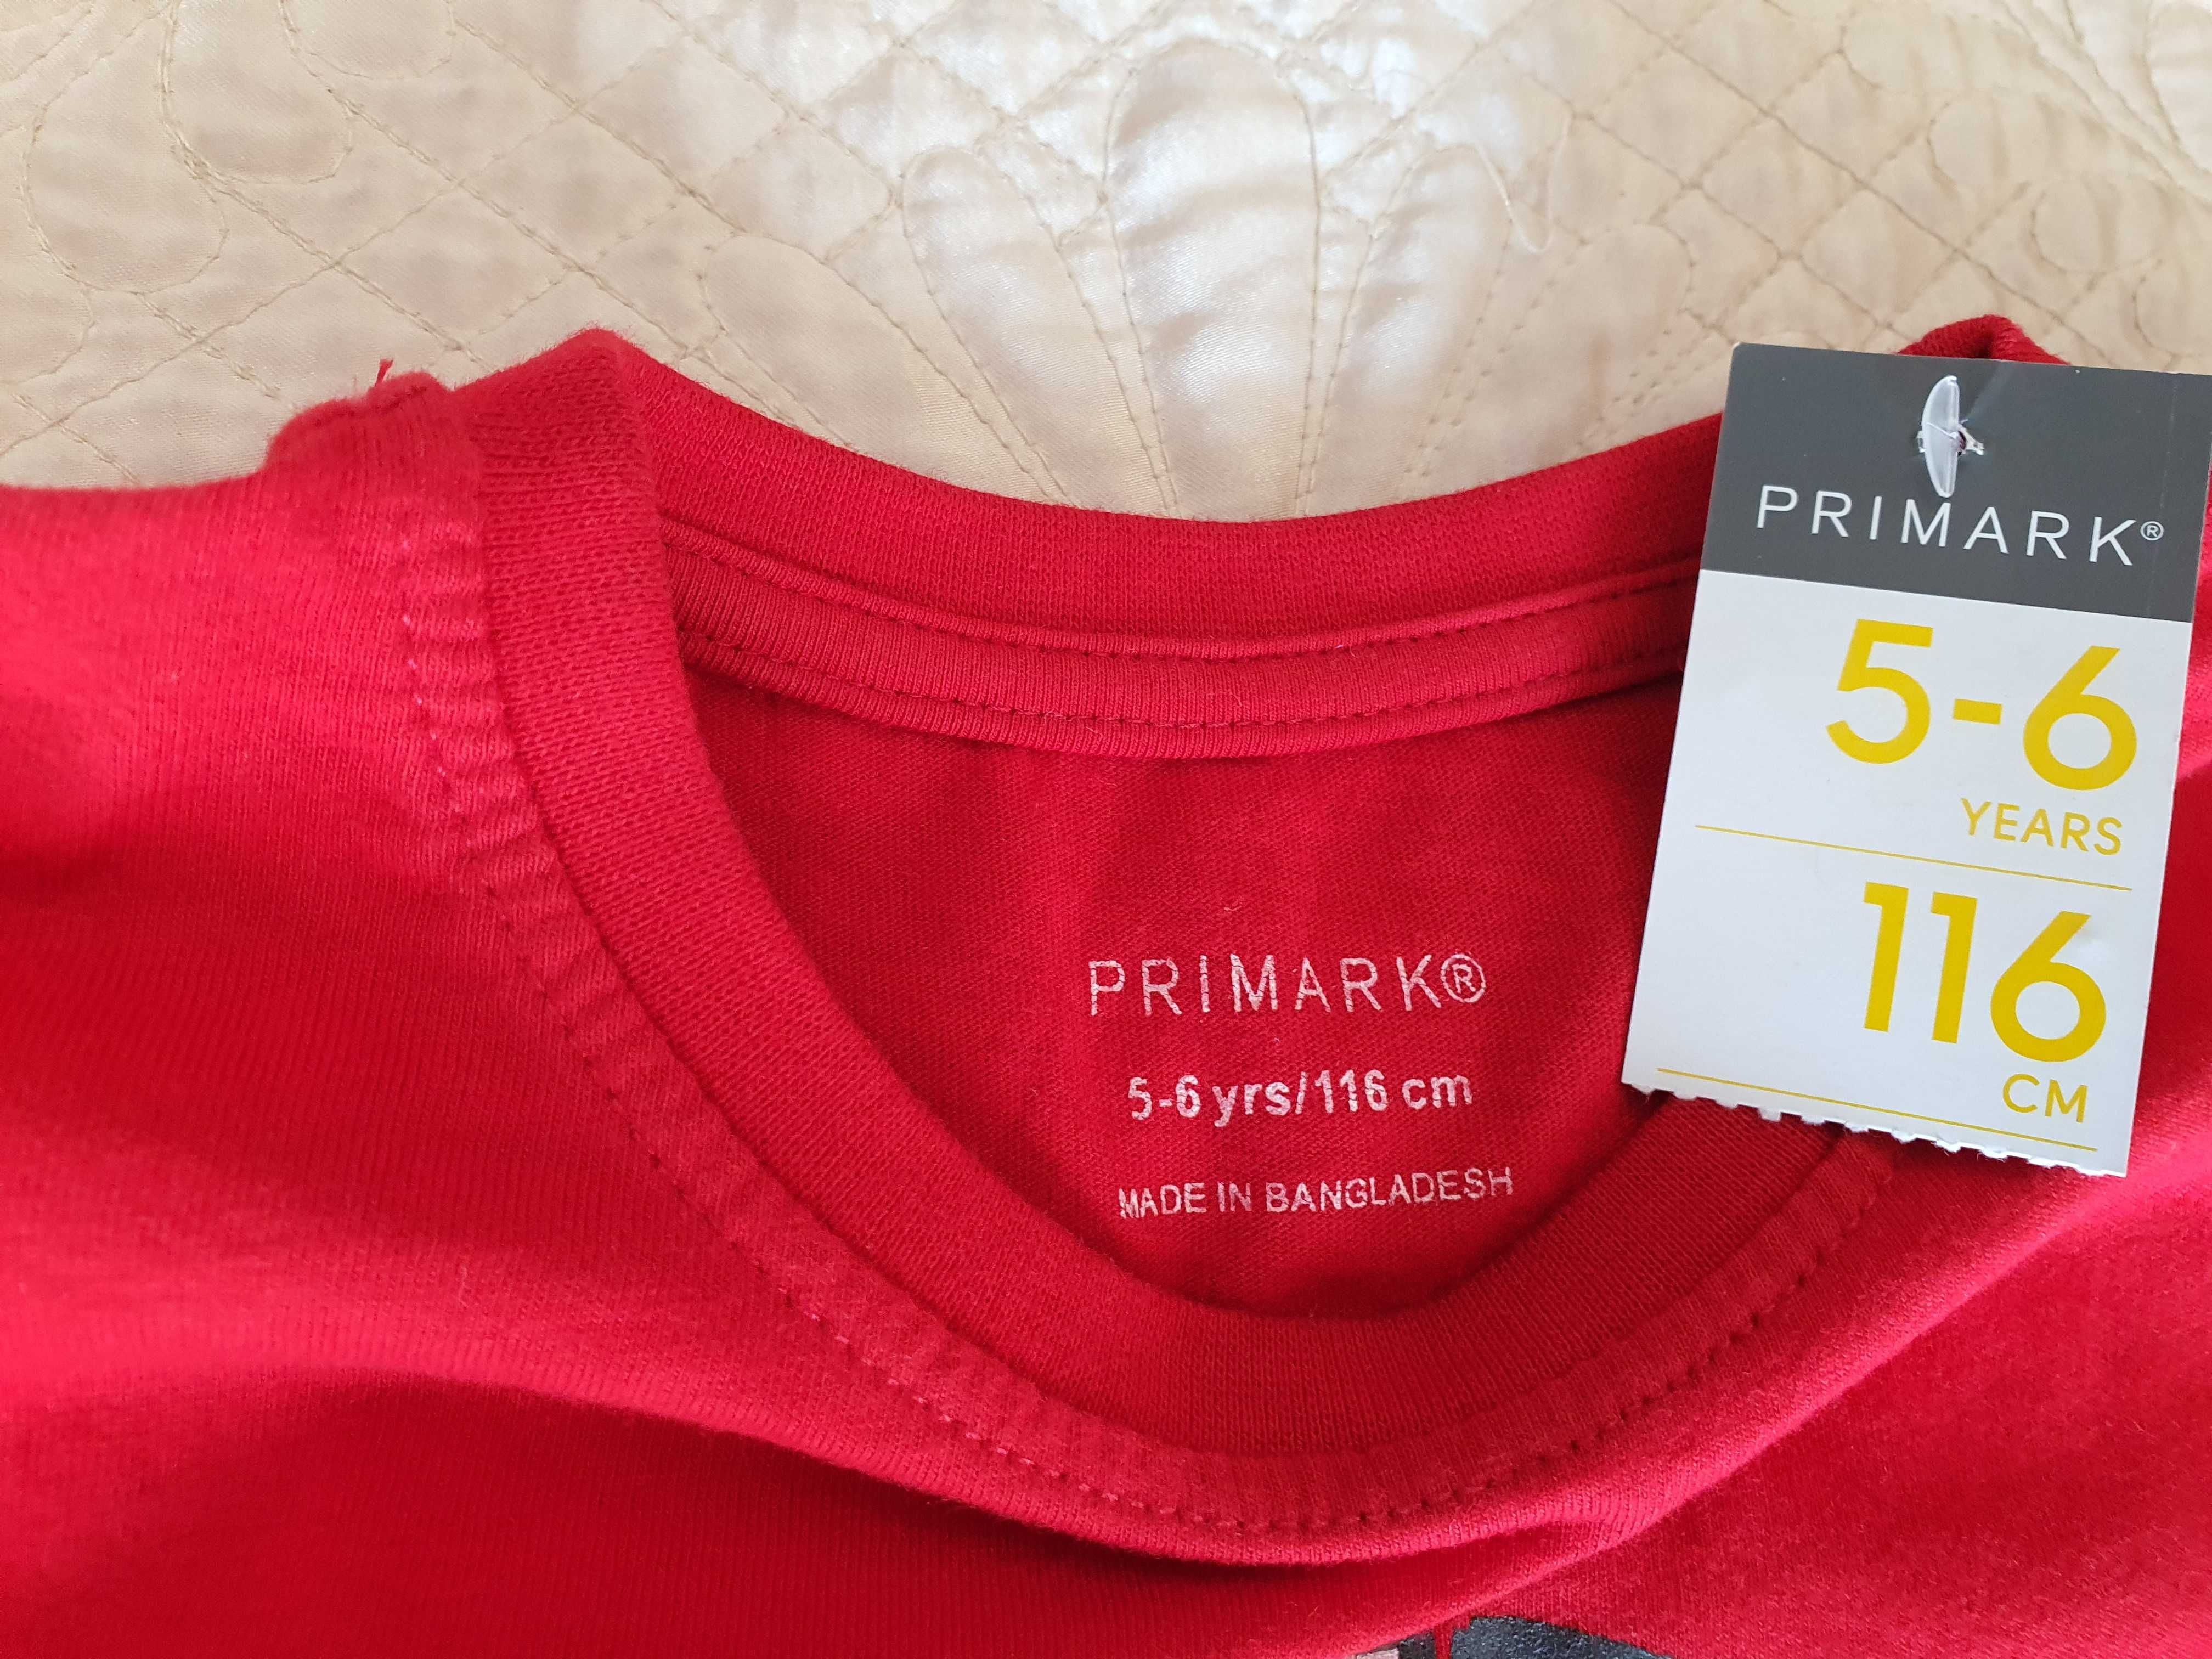 PRIMARK®
5-6
YEARS
116
CM
PRIMARK®
5-6 yrs/116 cm
MADE IN BANGLADESH